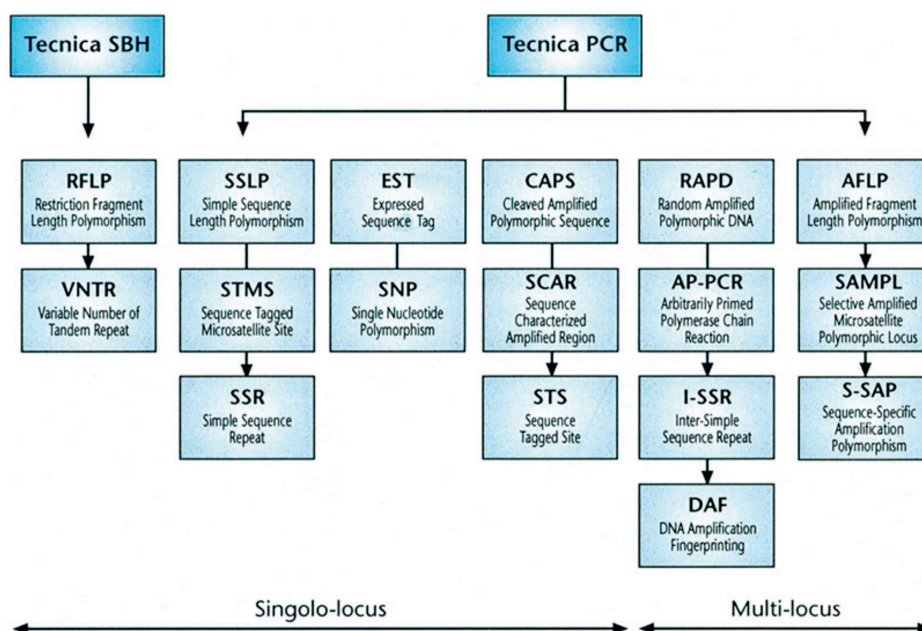 Tecnica SBH
Tecnica PCR
RFLP
Restriction Fragment
Length Polymorphism
SSLP
Simple Sequence
Length Polymorphism
EST
Expressed
Sequence Tag
CAPS
Cleaved Amplified
Polymorphic Sequence
RAPD
Random Amplified
Polymorphic DNA
AFLP
Amplified Fragment
Length Polymorphism
VNTR
Variable Number of
Tandem Repeat
STMS
Sequence Tagged
Microsatellite Site
SNP
Single Nucleotide
Polymorphism
SCAR
Sequence
Characterized
Amplified Region
AP-PCR
Arbitrarily Primed
Polymerase Chain
Reaction
SAMPL
Selective Amplified
Microsatellite
Polymorphic Locus
SSR
Simple Sequence
Repeat
STS
Sequence
Tagged Site
I-SSR
Inter-Simple
Sequence Repeat
S-SAP
Sequence-Specific
Amplification
Polymorphism
DAF
DNA Amplification
Fingerprinting
Singolo-locus
Multi-locus